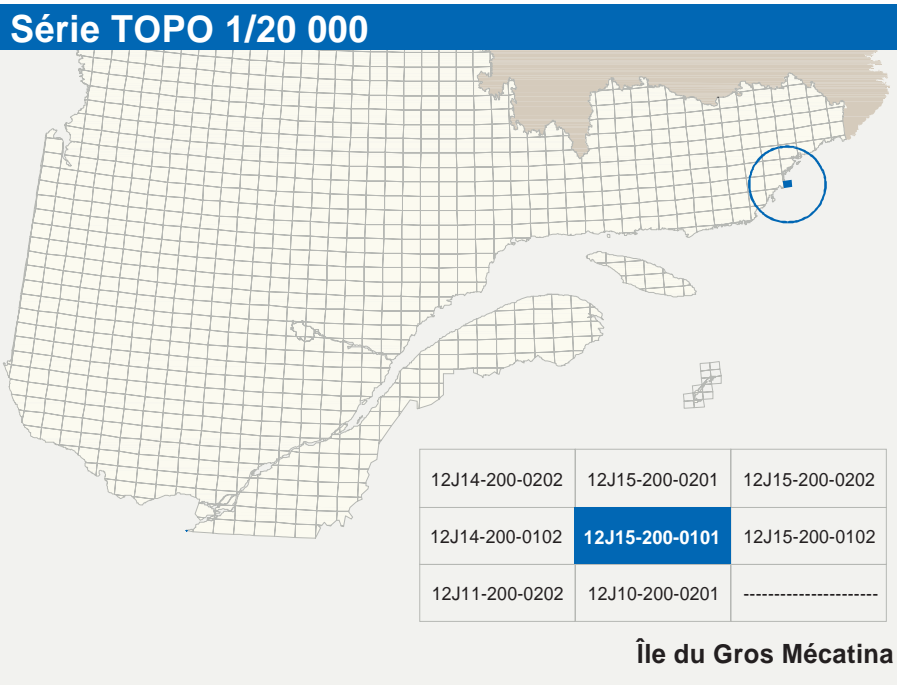 Série TOPO 1/20 000
12J14-200-0202 12J15-200-0201 12J15-200-0202
12J14-200-0102 12J15-200-0101 12J15-200-0102
12J11-200-0202 12J10-200-0201 ----------------------
Île du Gros Mécatina